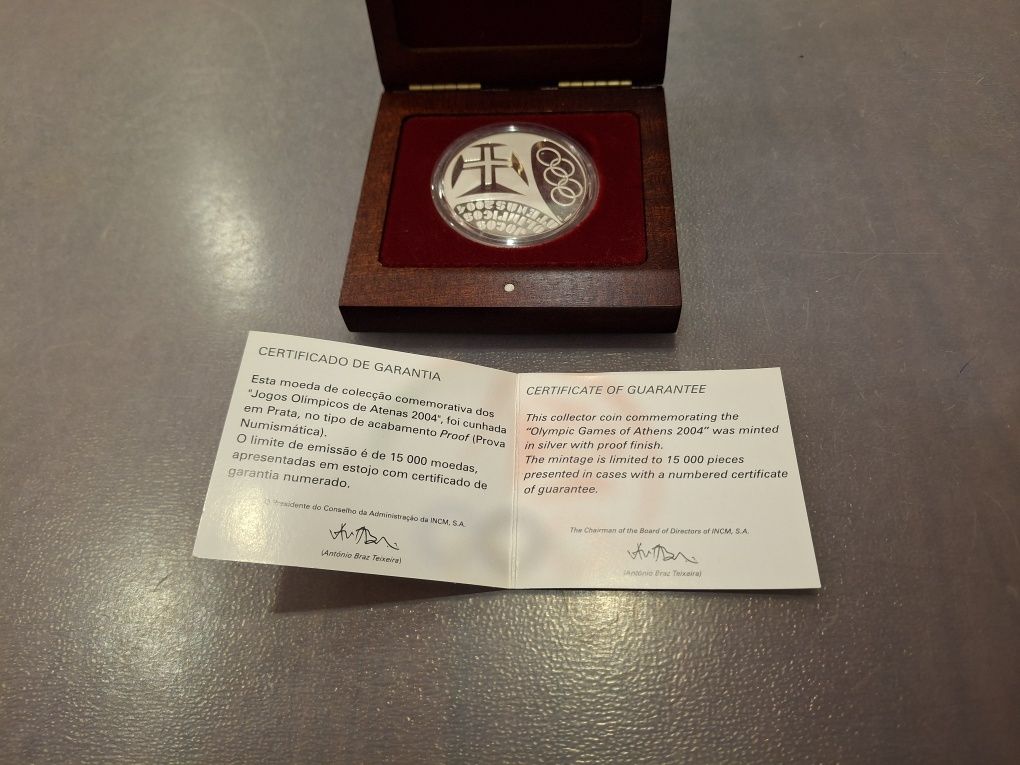 JOGOS
OLÍMPICOS
ATENAS 2004
CERTIFICADO DE GARANTIA
Esta moeda de colecção comemorativa dos
"Jogos Olímpicos de Atenas 2004", foi cunhada
em Prata, no tipo de acabamento Proof (Prova
Numismática).
O limite de emissão é de 15 000 moedas,
apresentadas em estojo com certificado de
garantia numerado.
O Presidente do Conselho da Administração da INCM, S.A.
(António Braz Teixeira)
CERTIFICATE OF GUARANTEE
This collector coin commemorating the
"Olympic Games of Athens 2004" was minted
in silver with proof finish.
The mintage is limited to 15 000 pieces
presented in cases with a numbered certificate
of guarantee.
The Chairman of the Board of Directors of INCM, S.A.
(António Braz Teixeira)